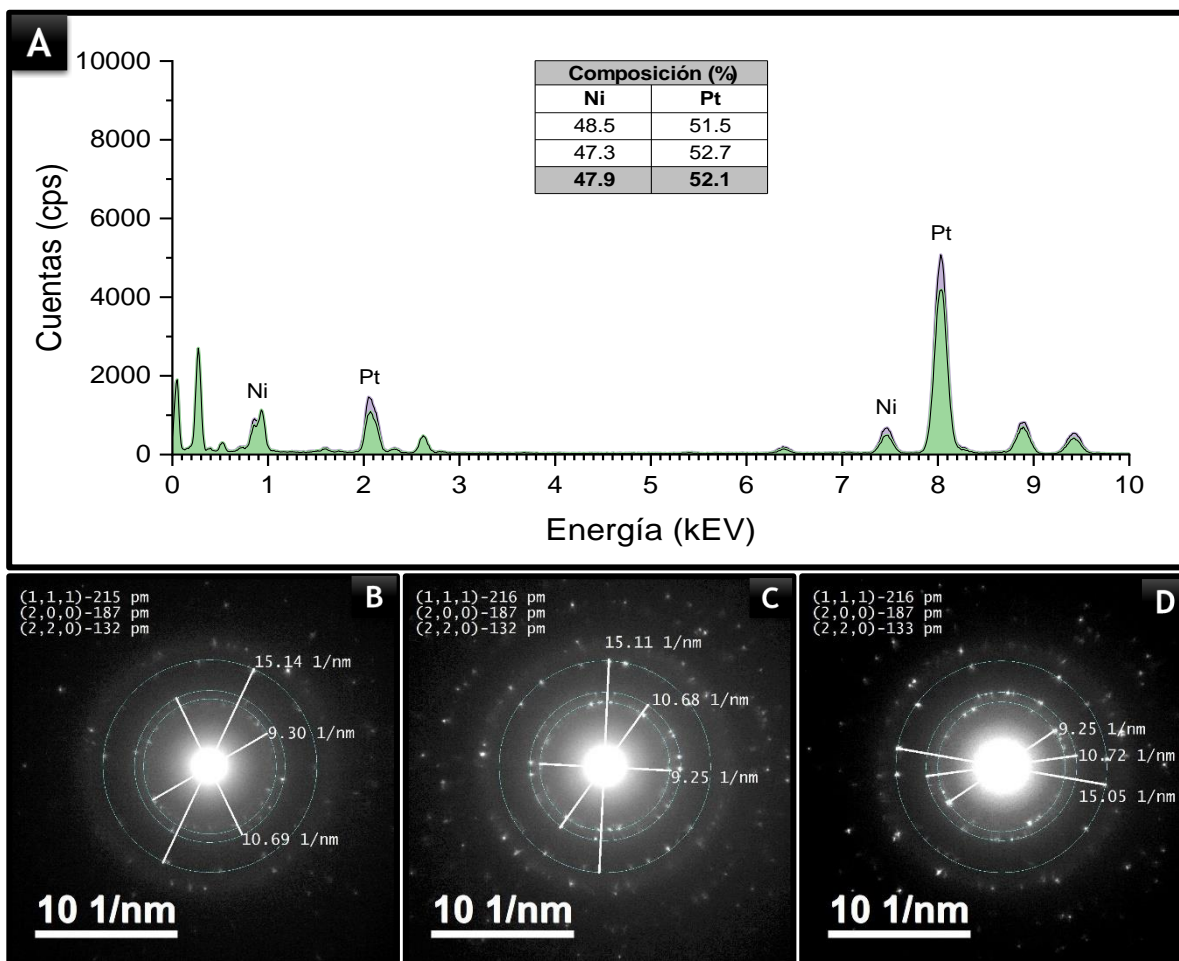 A
Cuentas (cps)
10000
8000
6000
4000
2000
0
Composición (%)
Ni Pt
48.5 51.5
47.3 52.7
47.9 52.1
Ni
Pt
Ni
Pt
0 1 2 3 4 5 6 7 8 9 10
Energía (kEV)
B
(1,1,1)-215 pm
(2,0,0)-187 pm
(2,2,0)-132 pm
15.14 1/nm
9.30 1/nm
10.69 1/nm
10 1/nm
C
(1,1,1)-216 pm
(2,0,0)-187 pm
(2,2,0)-132 pm
15.11 1/nm
10.68 1/nm
9.25 1/nm
10 1/nm
D
(1,1,1)-216 pm
(2,0,0)-187 pm
(2,2,0)-133 pm
9.25 1/nm
10.72 1/nm
15.05 1/nm
10 1/nm